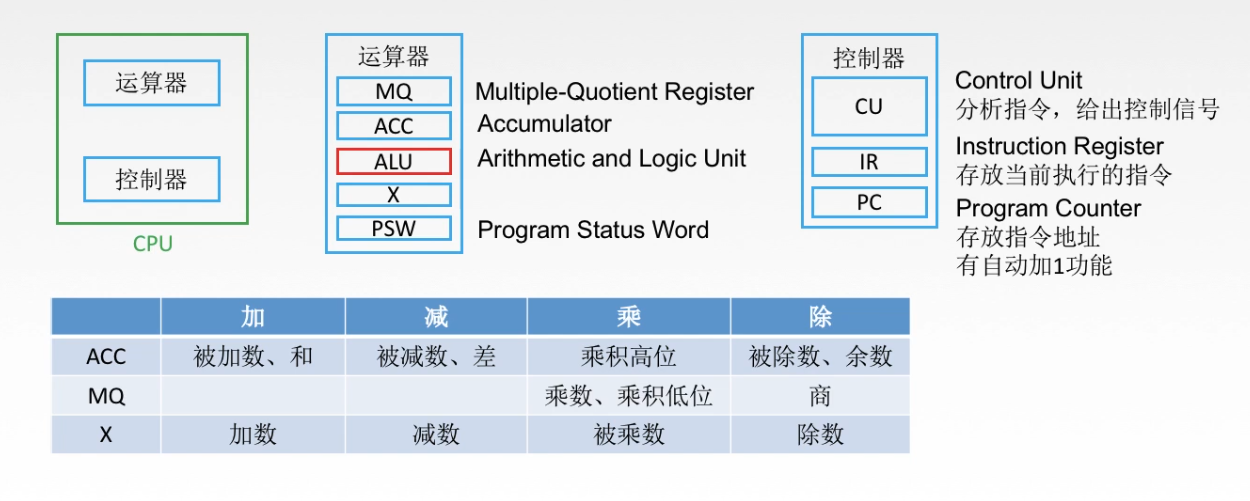 运算器
控制器
CPU
运算器
MQ Multiple-Quotient Register
ACC Accumulator
ALU Arithmetic and Logic Unit
X
PSW Program Status Word
控制器
CU
IR
PC
Control Unit
分析指令，给出控制信号
Instruction Register
存放当前执行的指令
Program Counter
存放指令地址
有自动加1功能
加 减 乘 除
ACC 被加数、和 被减数、差 乘积高位 被除数、余数
MQ 乘数、乘积低位 商
X 加数 减数 被乘数 除数